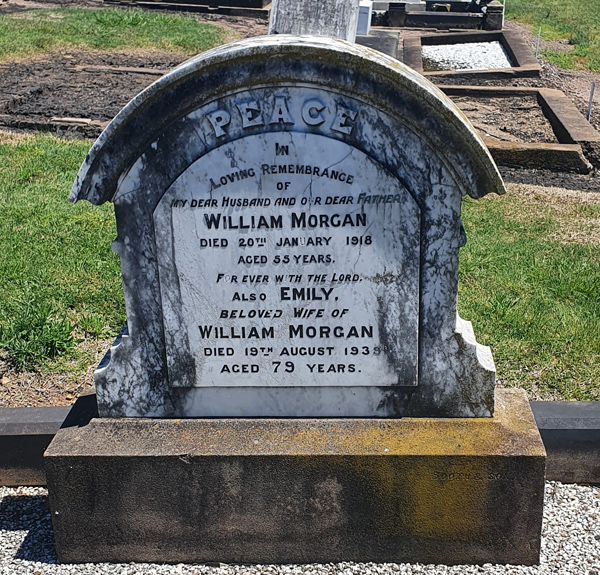 PEACE
IN
LOVING REMEMBRANCE
OF
MY DEAR HUSBAND AND OUR DEAR FATHER,
WILLIAM MORGAN
DIED 20TH JANUARY 1918
AGED 55 YEARS.
FOR EVER WITH THE LORD.
ALSO EMILY,
BELOVED WIFE OF
WILLIAM MORGAN
DIED 19TH AUGUST 1939
AGED 79 YEARS.